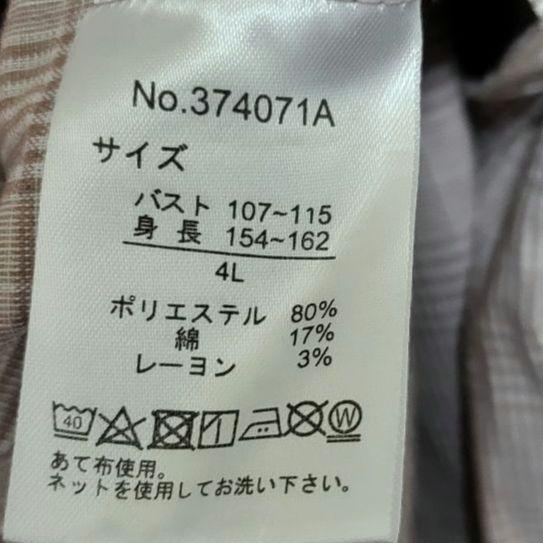 No.374071A
サイズ
バスト 107~115
身長 154~162
4L
ポリエステル 80%
綿 17%
レーヨン 3%
40 W
あて布使用。
ネットを使用してお洗い下さい。